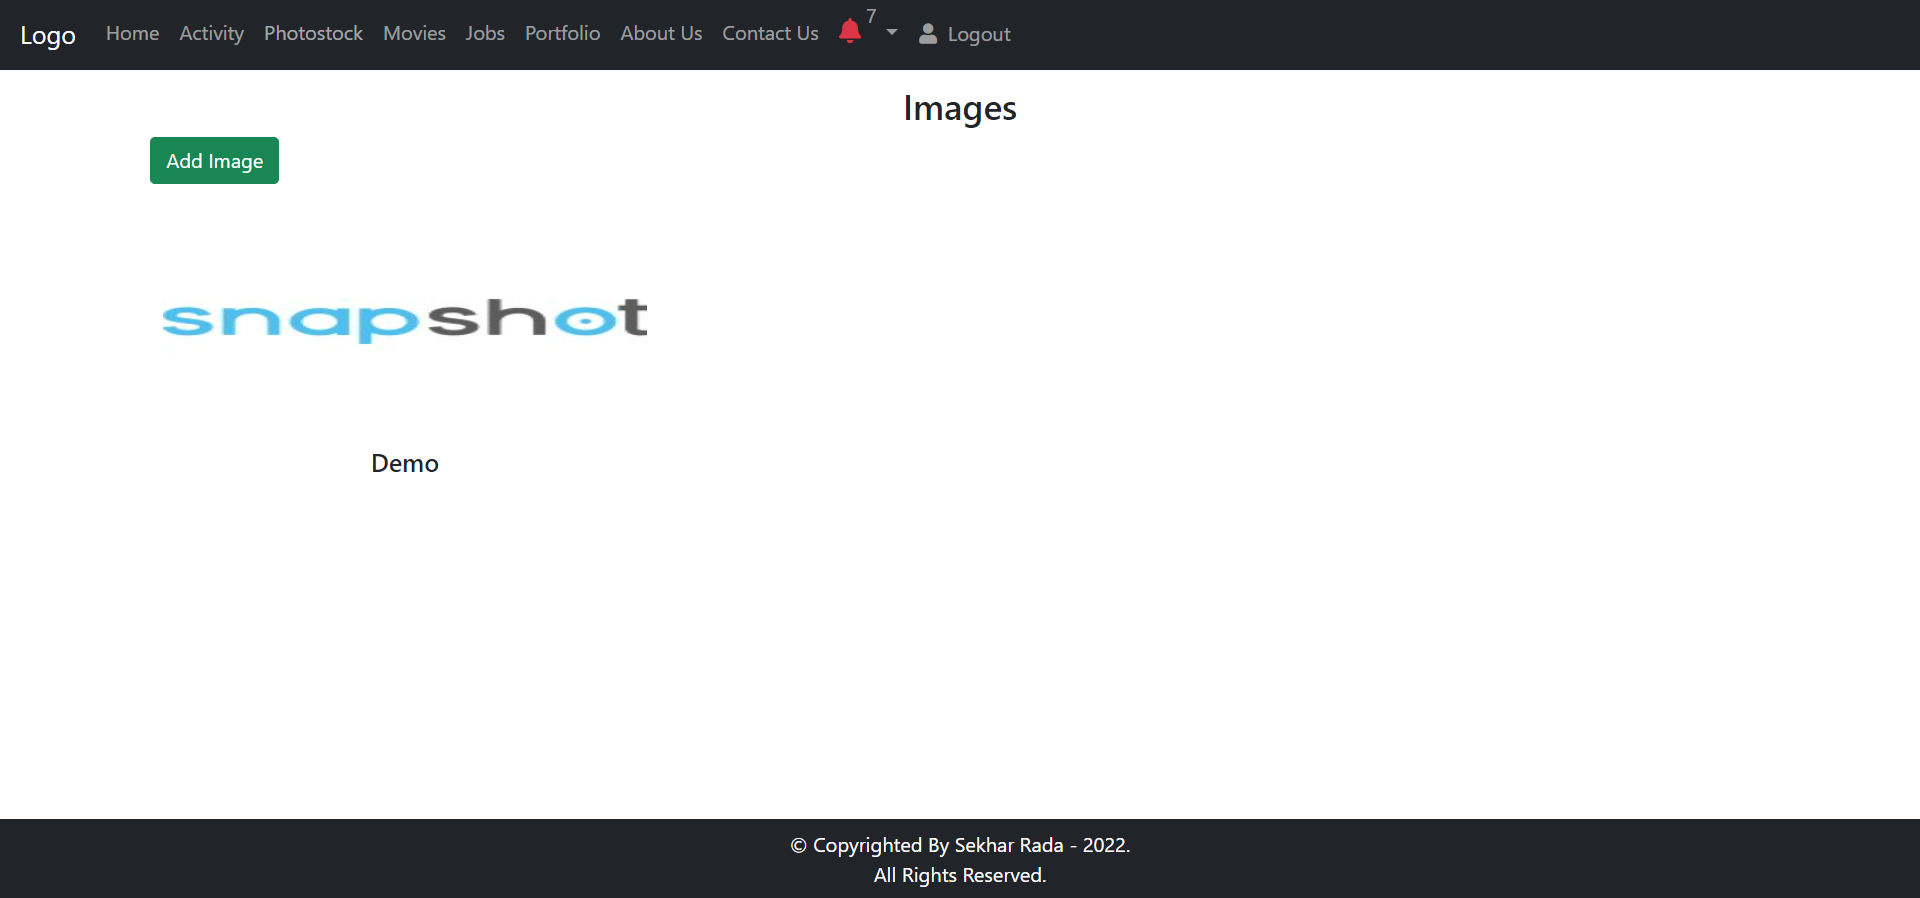 Logo Home Activity Photostock Movies Jobs Portfolio About Us Contact Us 7 Logout
Images
Add Image
snapshot
Demo
© Copyrighted By Sekhar Rada - 2022.
All Rights Reserved.